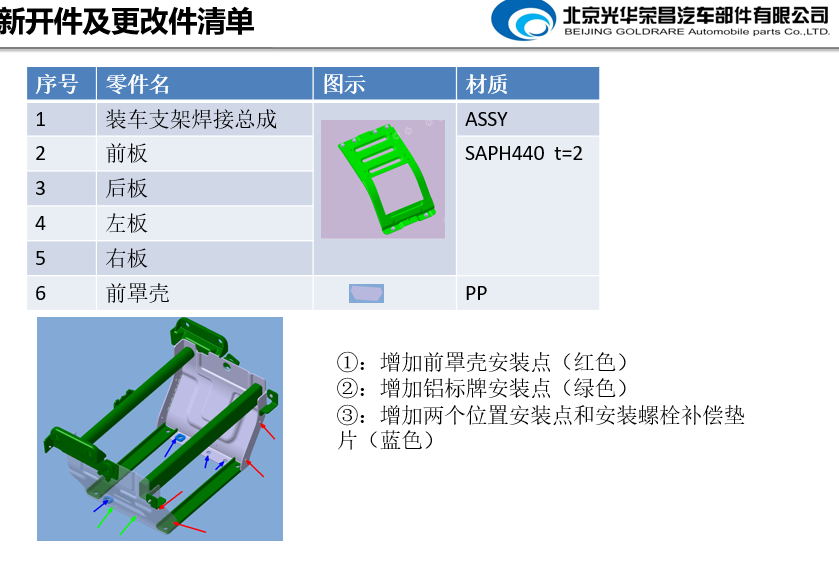 新开件及更改件清单
北京光华荣昌汽车部件有限公司
BEIJING GOLDRARE Automobile parts Co.,LTD.
序号 零件名 图示 材质
1 装车支架焊接总成 ASSY
2 前板 SAPH440 t=2
3 后板
4 左板
5 右板
6 前罩壳 PP
①：增加前罩壳安装点（红色）
②：增加铝标牌安装点（绿色）
③：增加两个位置安装点和安装螺栓补偿垫
片（蓝色）